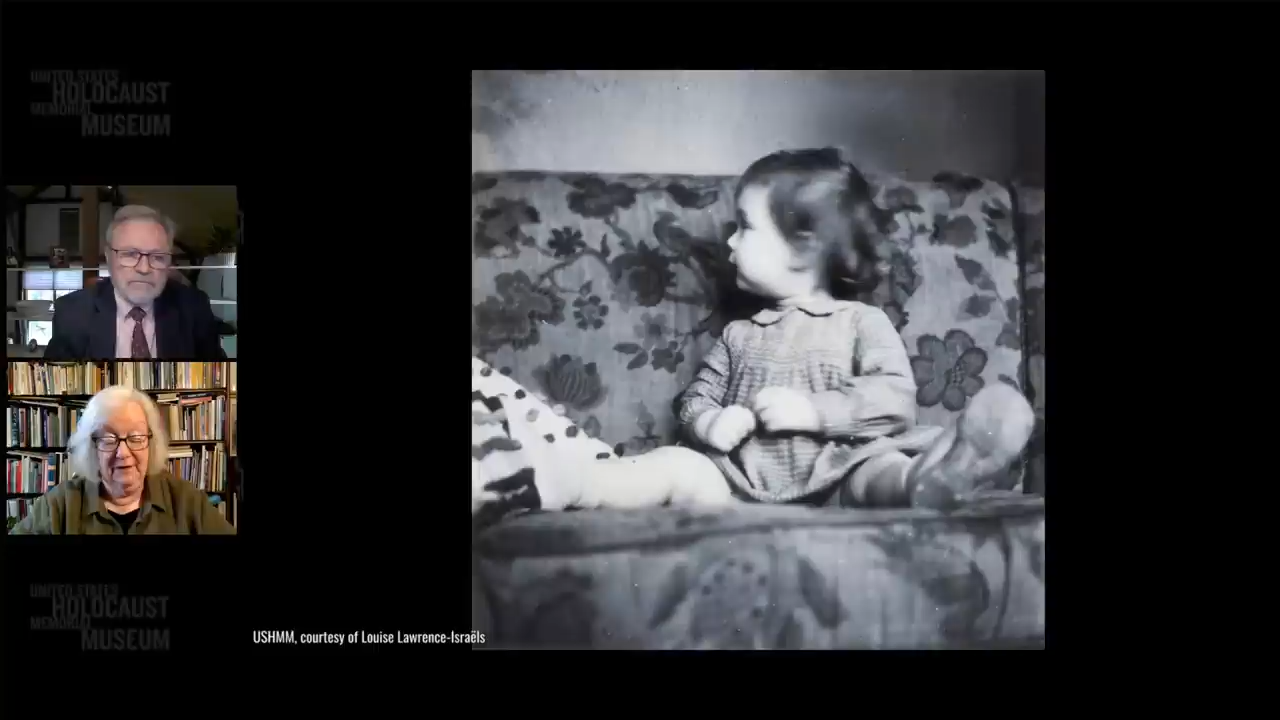 UNITED STATES
HOLOCAUST
MEMORIAL
MUSEUM
USHMM, courtesy of Louise Lawrence-Israëls
UNITED STATES
HOLOCAUST
MEMORIAL
MUSEUM